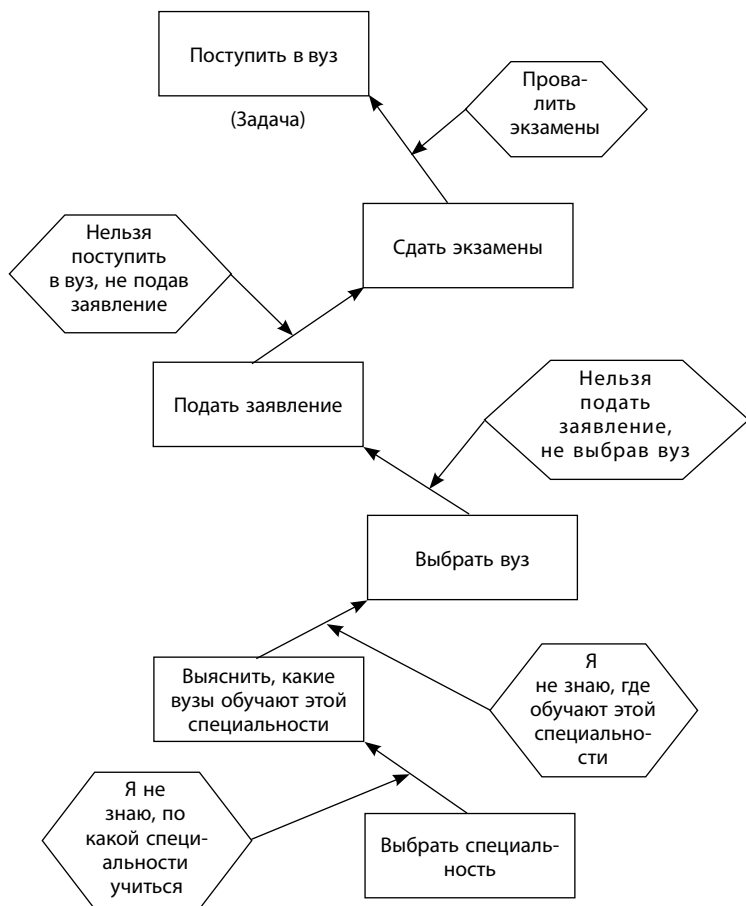 Поступить в вуз
(Задача)
Прова-
лить
экзамены
Нельзя
поступить
в вуз, не подав
заявление
Сдать экзамены
Подать заявление
Нельзя
подать
заявление,
не выбрав вуз
Выбрать вуз
Выяснить, какие
вузы обучают этой
специальности
Я
не знаю, где
обучают этой
специально-
сти
Я не
знаю, по
какой специ-
альности
учиться
Выбрать специаль-
ность